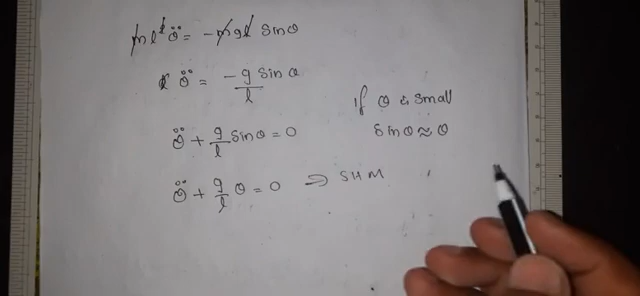 ml²θ̈ = -mgl sinθ
θ̈ = -g/l sinθ
If θ is small
sinθ ≈ θ
θ̈ + g/l sinθ = 0
θ̈ + g/l θ = 0 ⇒ SHM